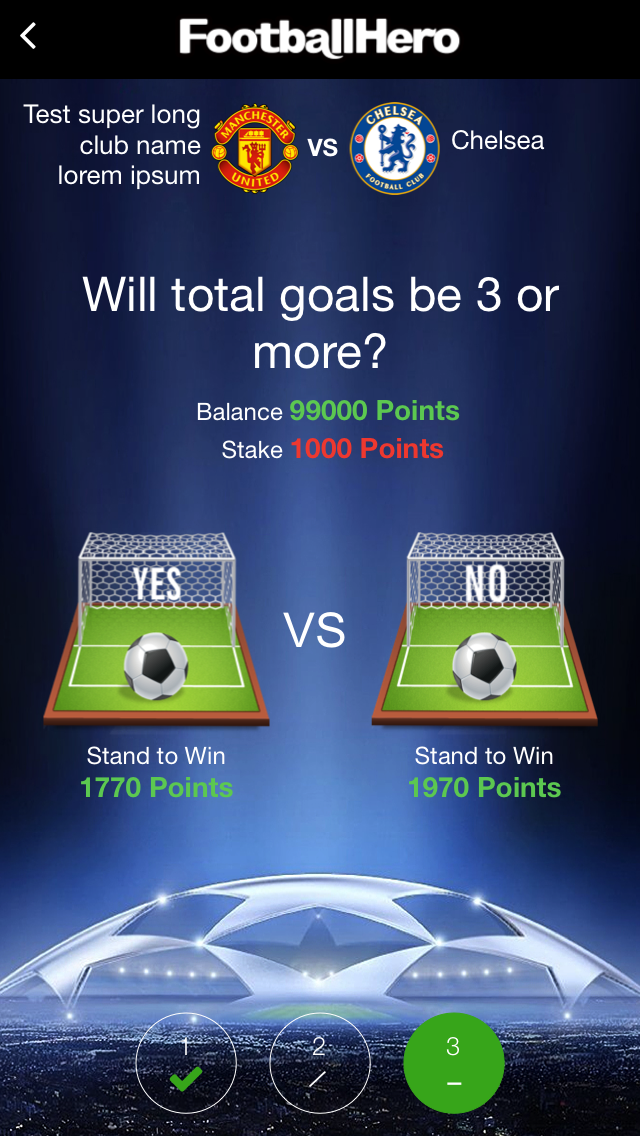 FootballHero
Test super long
club name
lorem ipsum
MANCHESTER
UNITED
VS
CHELSEA
FOOTBALL CLUB
Chelsea
Will total goals be 3 or
more?
Balance 99000 Points
Stake 1000 Points
YES
VS
NO
Stand to Win
1770 Points
Stand to Win
1970 Points
1
2
3